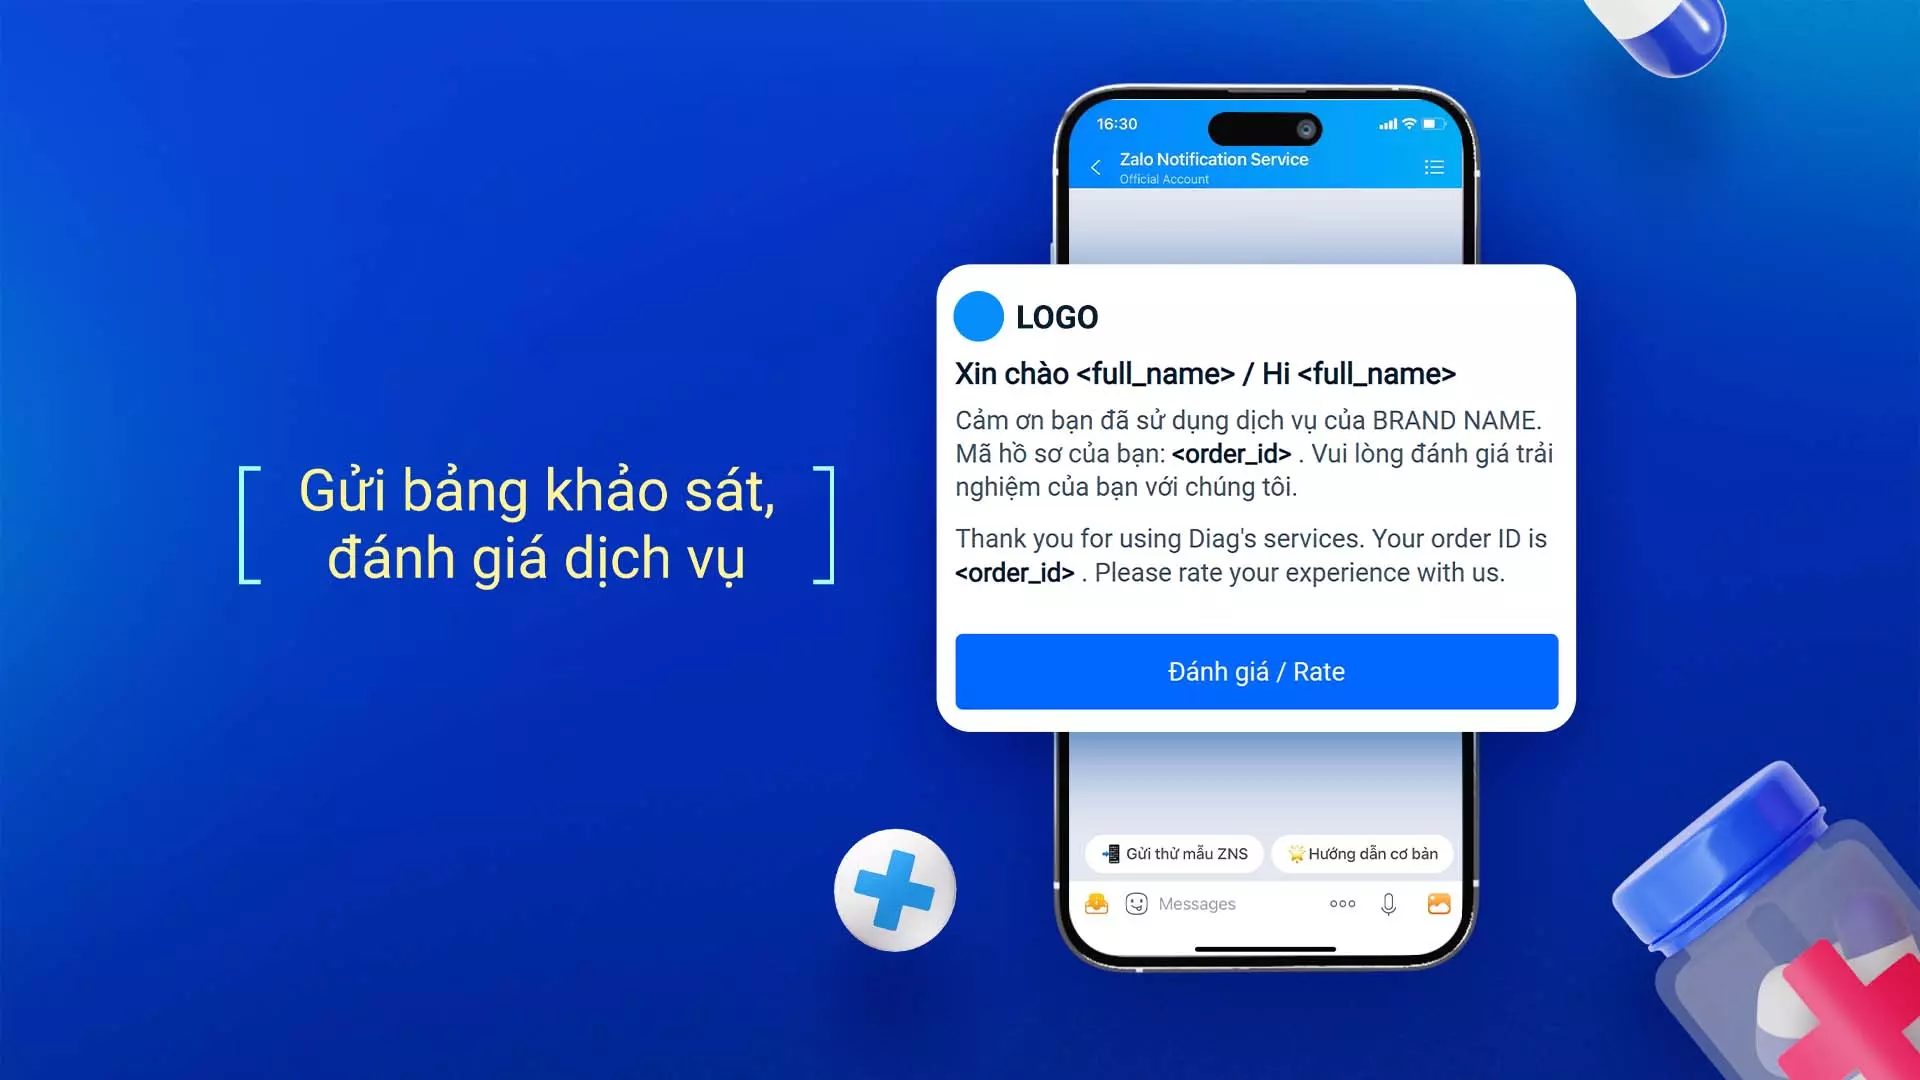 Gửi bảng khảo sát,
đánh giá dịch vụ
16:30
Zalo Notification Service
Official Account
LOGO
Xin chào <full_name> / Hi <full_name>
Cảm ơn bạn đã sử dụng dịch vụ của BRAND NAME.
Mã hồ sơ của bạn: <order_id> . Vui lòng đánh giá trải
nghiệm của bạn với chúng tôi.
Thank you for using Diag's services. Your order ID is
<order_id> . Please rate your experience with us.
Đánh giá / Rate
Gửi thử mẫu ZNS
Hướng dẫn cơ bản
Messages